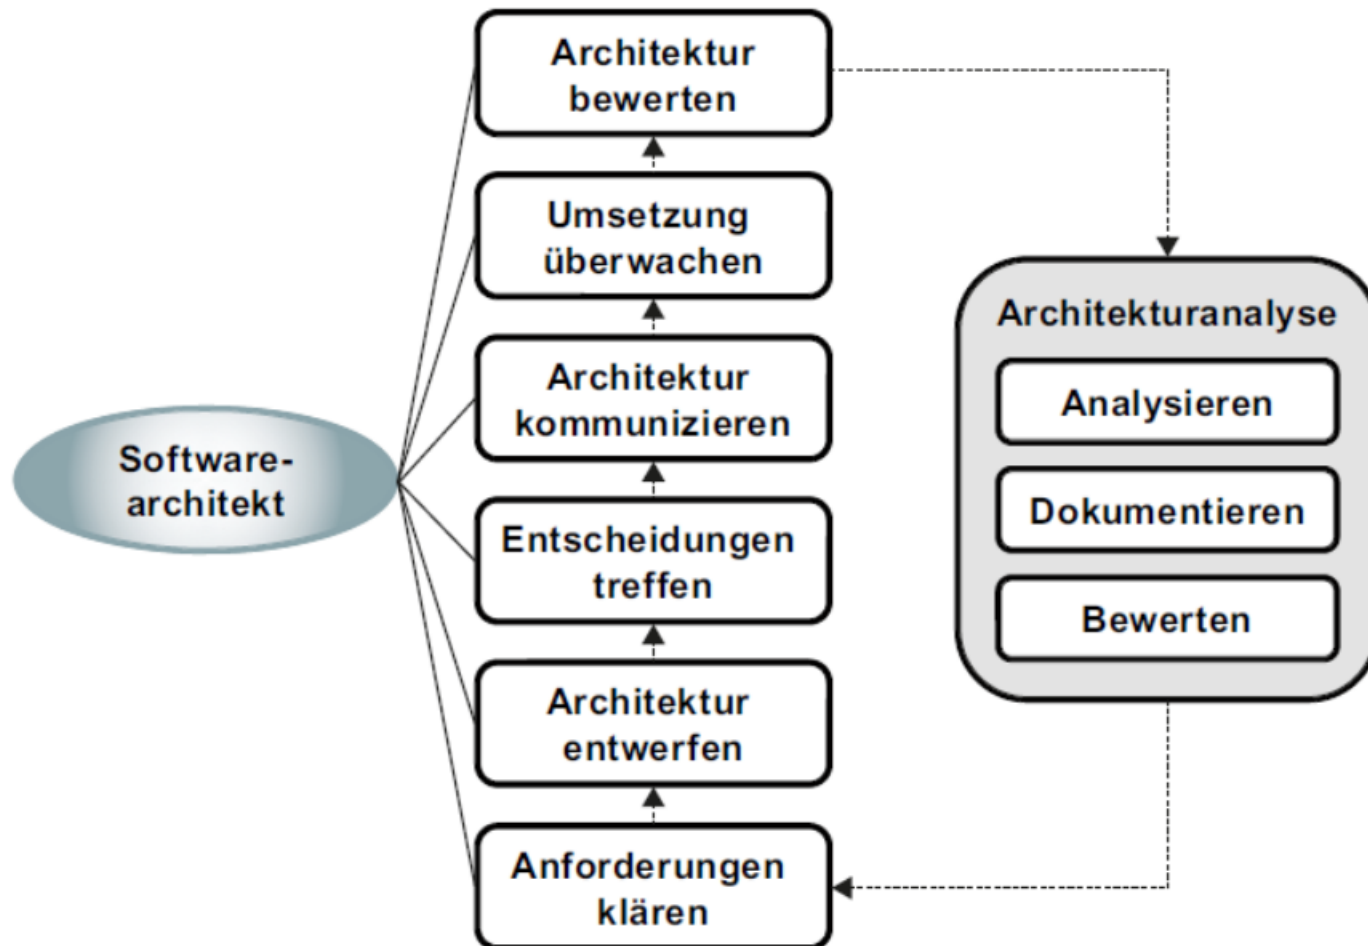 Architektur
bewerten
Umsetzung
überwachen
Architektur
kommunizieren
Entscheidungen
treffen
Architektur
entwerfen
Anforderungen
klären
Software-
architekt
Architekturanalyse
Analysieren
Dokumentieren
Bewerten